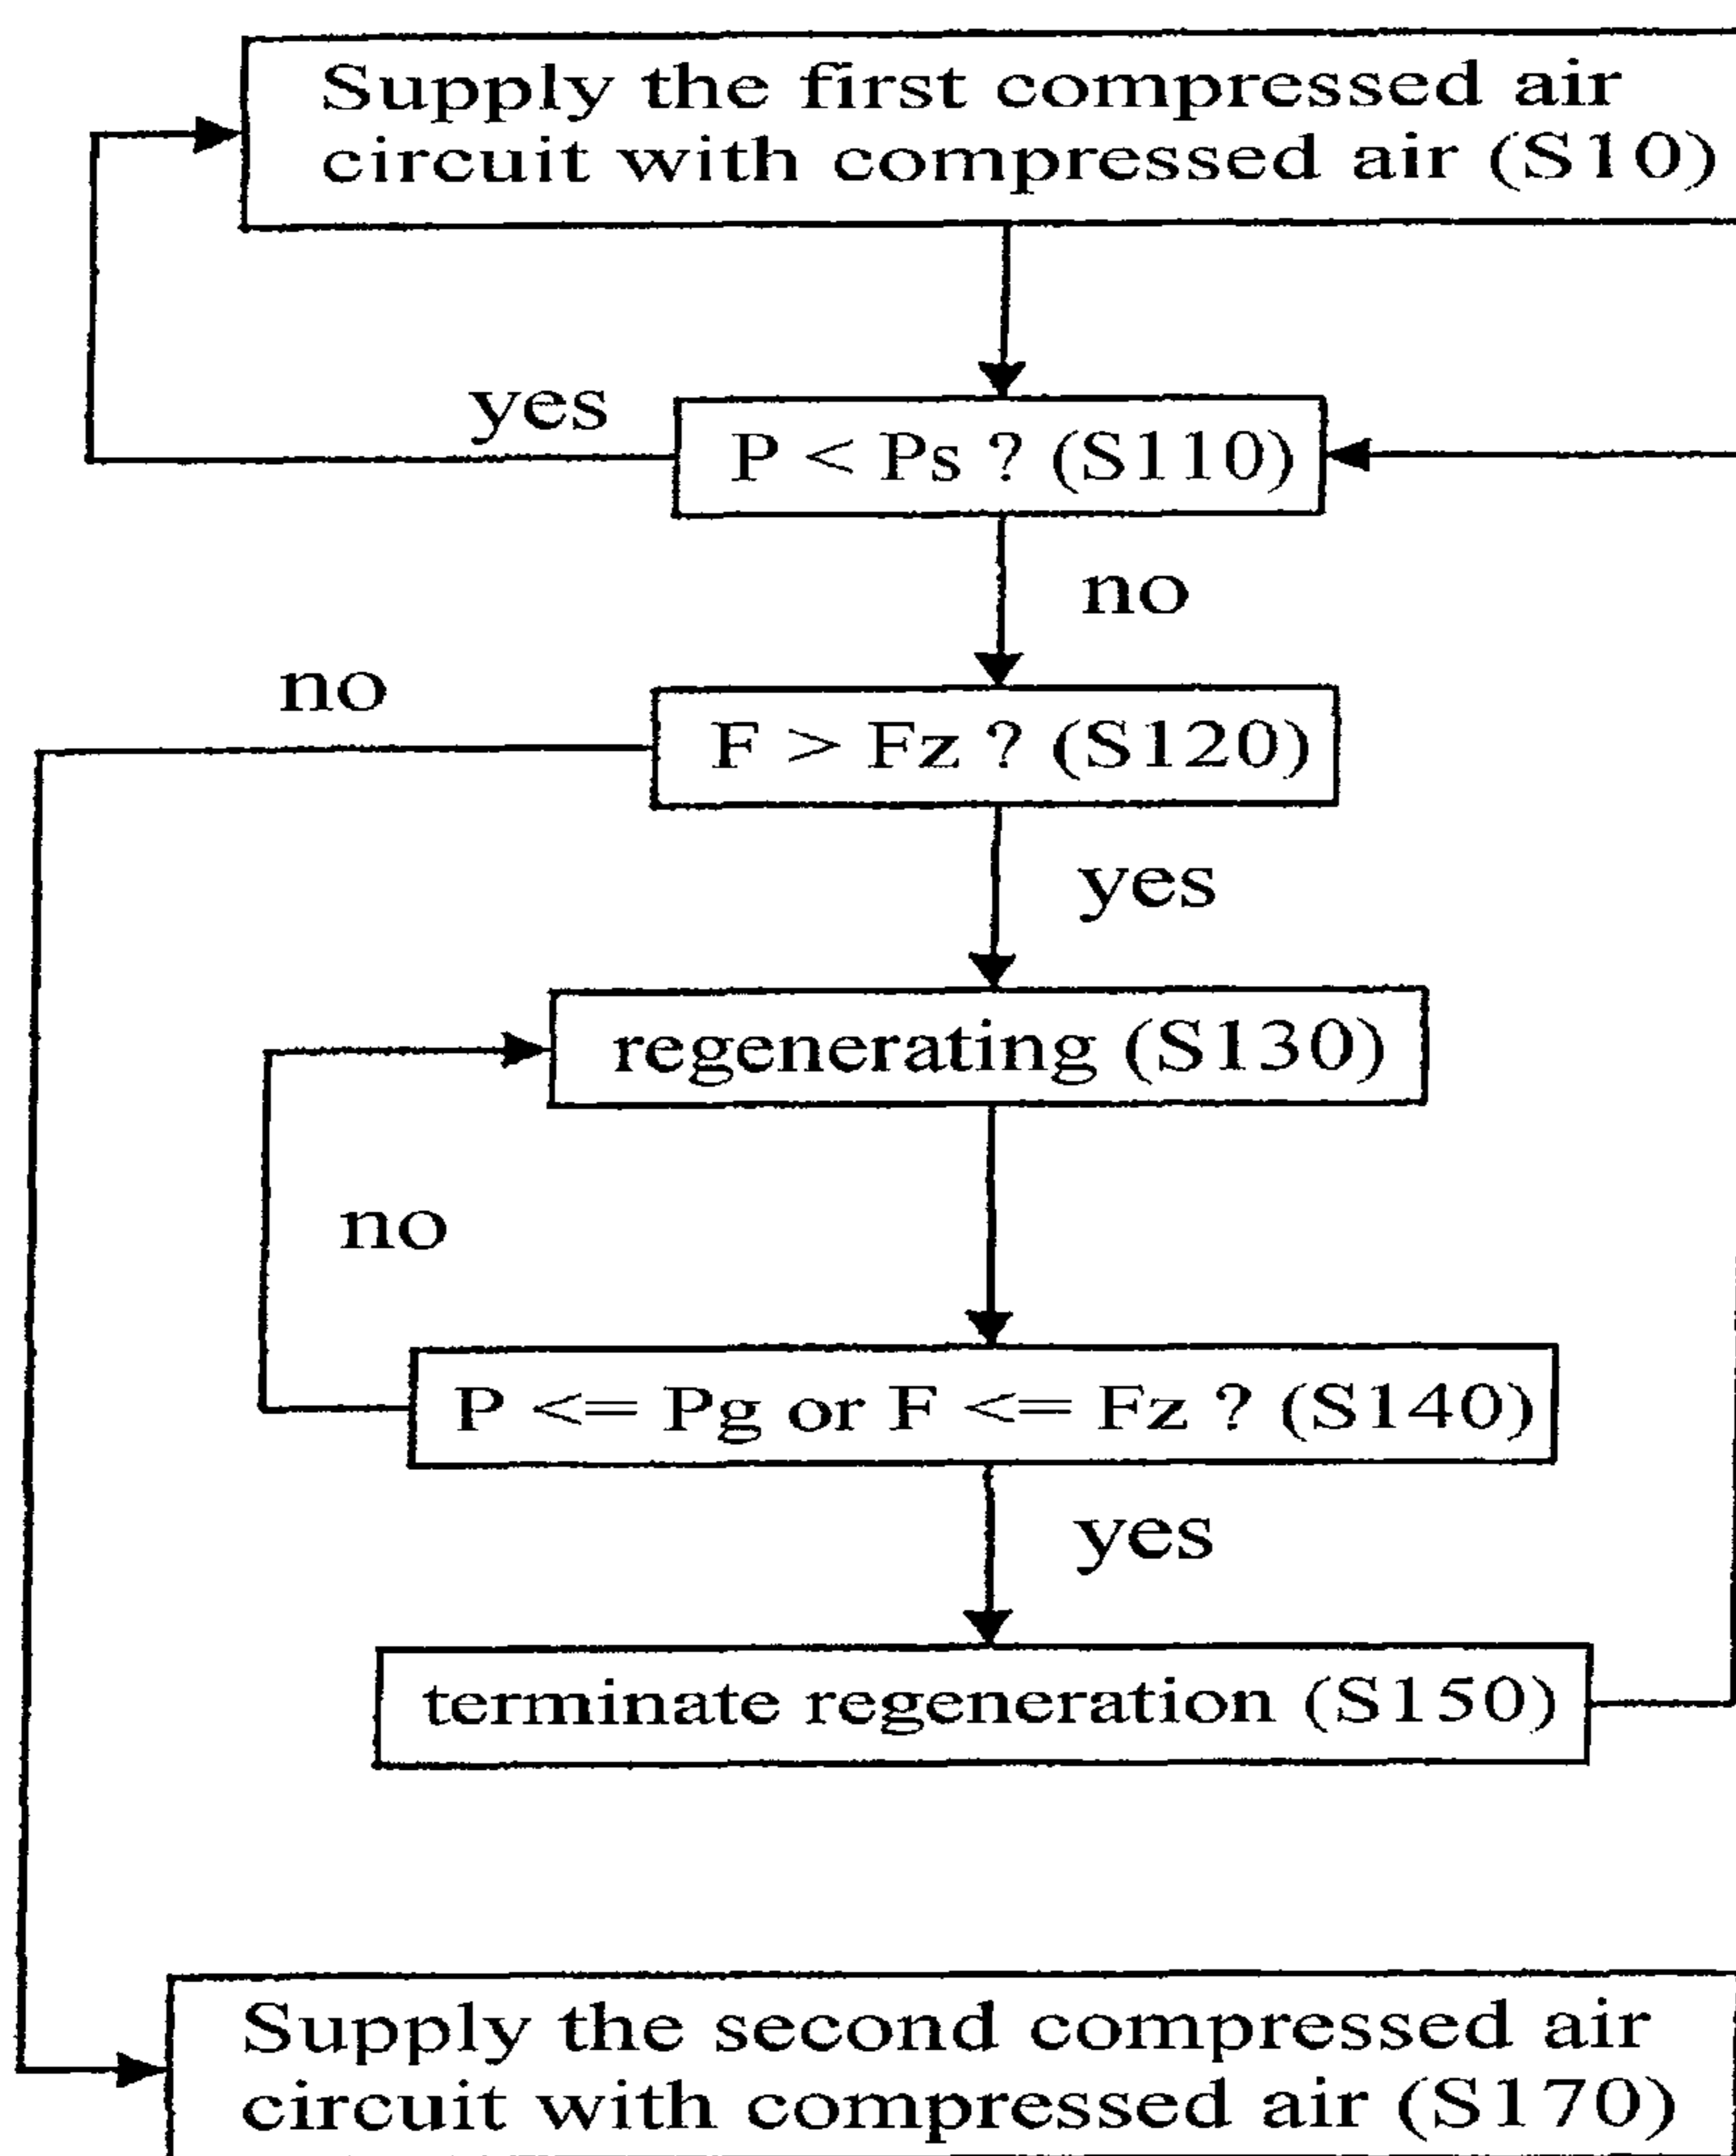 Supply the first compressed air
circuit with compressed air (S10)
yes
P < Ps ? (S110)
no
no
F > Fz ? (S120)
yes
regenerating (S130)
no
P <= Pg or F <= Fz ? (S140)
yes
terminate regeneration (S150)
Supply the second compressed air
circuit with compressed air (S170)